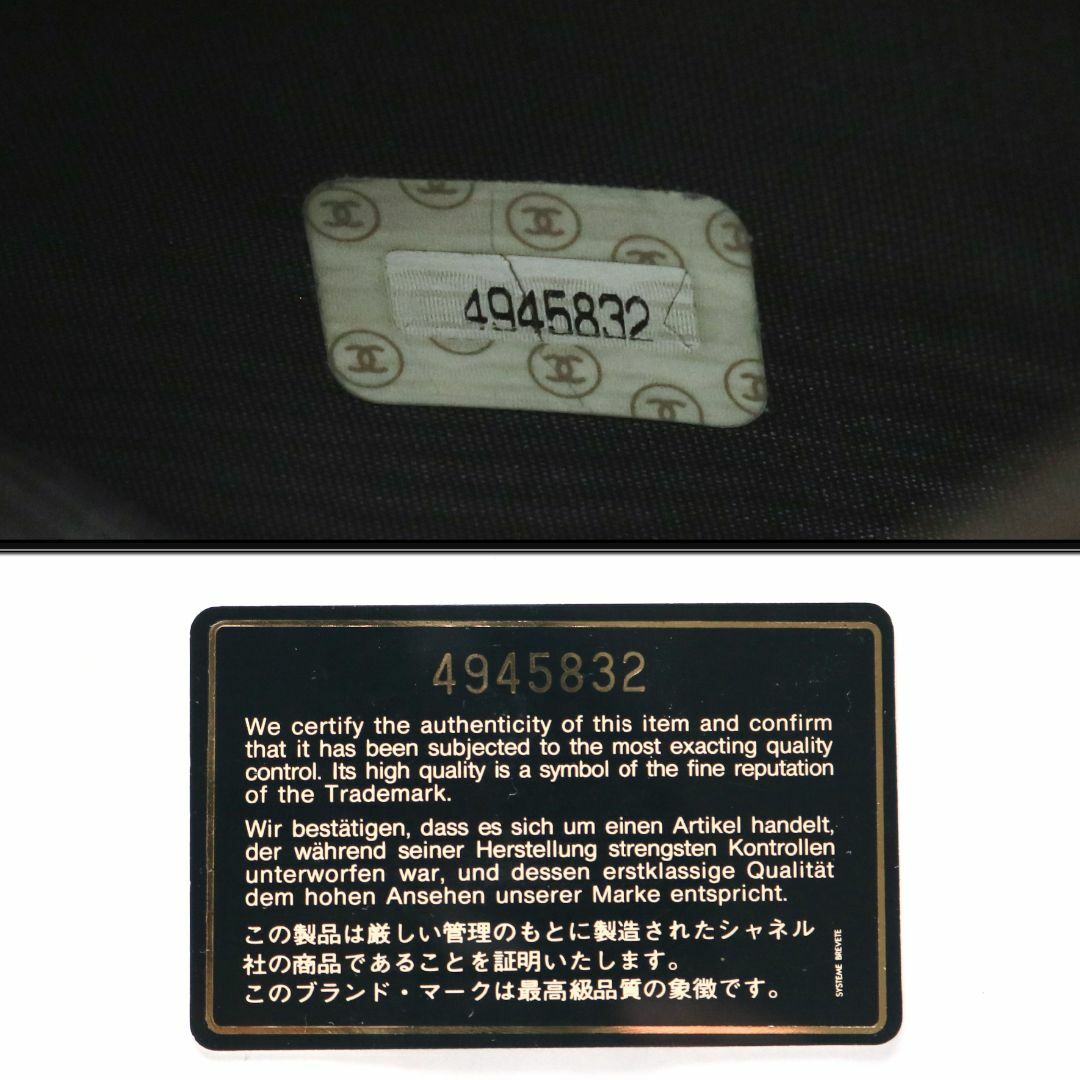 4945832
4945832
We certify the authenticity of this item and confirm
that it has been subjected to the most exacting quality
control. Its high quality is a symbol of the fine reputation
of the Trademark.
Wir bestätigen, dass es sich um einen Artikel handelt,
der während seiner Herstellung strengsten Kontrollen
unterworfen war, und dessen erstklassige Qualität
dem hohen Ansehen unserer Marke entspricht.
この製品は厳しい管理のもとに製造されたシャネル
社の商品であることを証明いたします。
このブランド・マークは最高級品質の象徴です。
SYSTEME BREVETE